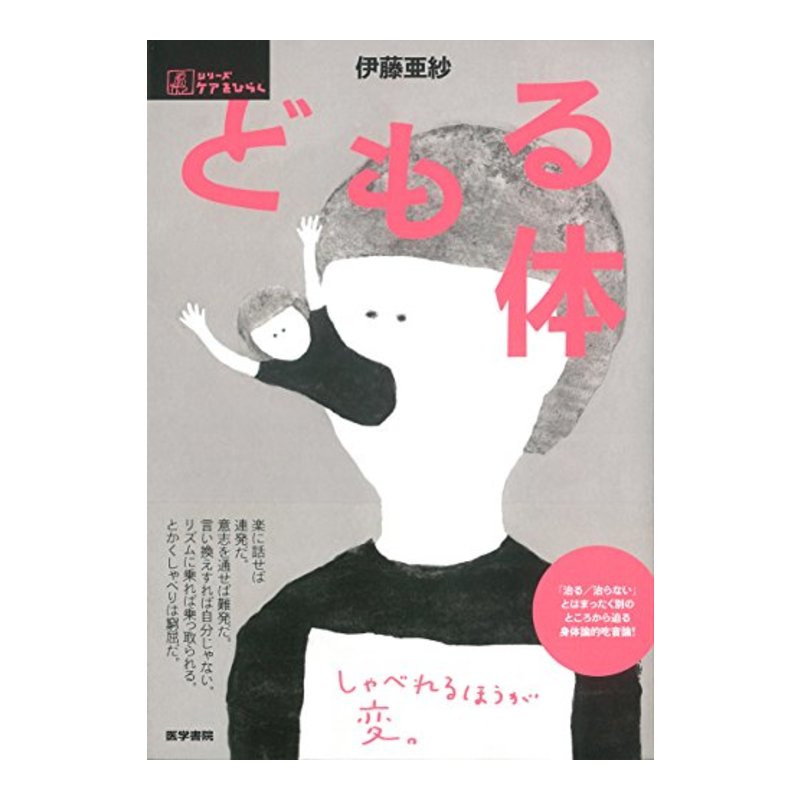 シリーズ
ケアをひらく
伊藤亜紗
どもる
体
楽に話せば
連発だ。
意志を通せば難発だ。
言い換えすれば自分じゃない。
リズムに乗れば乗っ取られる。
とかくしゃべりは窮屈だ。
「治る／治らない」
とはまったく別の
ところから迫る
身体論的吃音論!
しゃべれるほうが
変。
医学書院